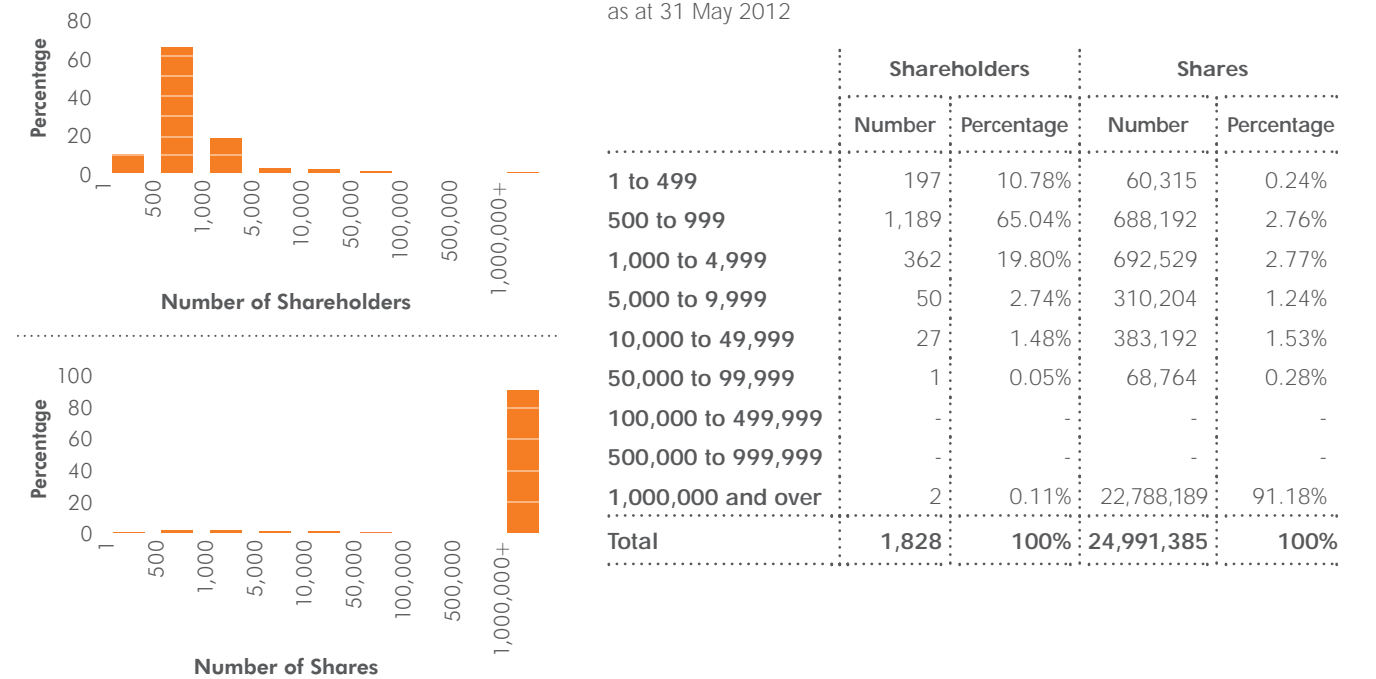 80
60
40
20
0
Percentage
1
500
1,000
5,000
10,000
50,000
100,000
500,000
1,000,000+
Number of Shareholders
100
80
60
40
20
0
Percentage
1
500
1,000
5,000
10,000
50,000
100,000
500,000
1,000,000+
Number of Shares
as at 31 May 2012
Shareholders Shares
Number Percentage Number Percentage
1 to 499 197 10.78% 60,315 0.24%
500 to 999 1,189 65.04% 688,192 2.76%
1,000 to 4,999 362 19.80% 692,529 2.77%
5,000 to 9,999 50 2.74% 310,204 1.24%
10,000 to 49,999 27 1.48% 383,192 1.53%
50,000 to 99,999 1 0.05% 68,764 0.28%
100,000 to 499,999 - - - -
500,000 to 999,999 - - - -
1,000,000 and over 2 0.11% 22,788,189 91.18%
Total 1,828 100% 24,991,385 100%